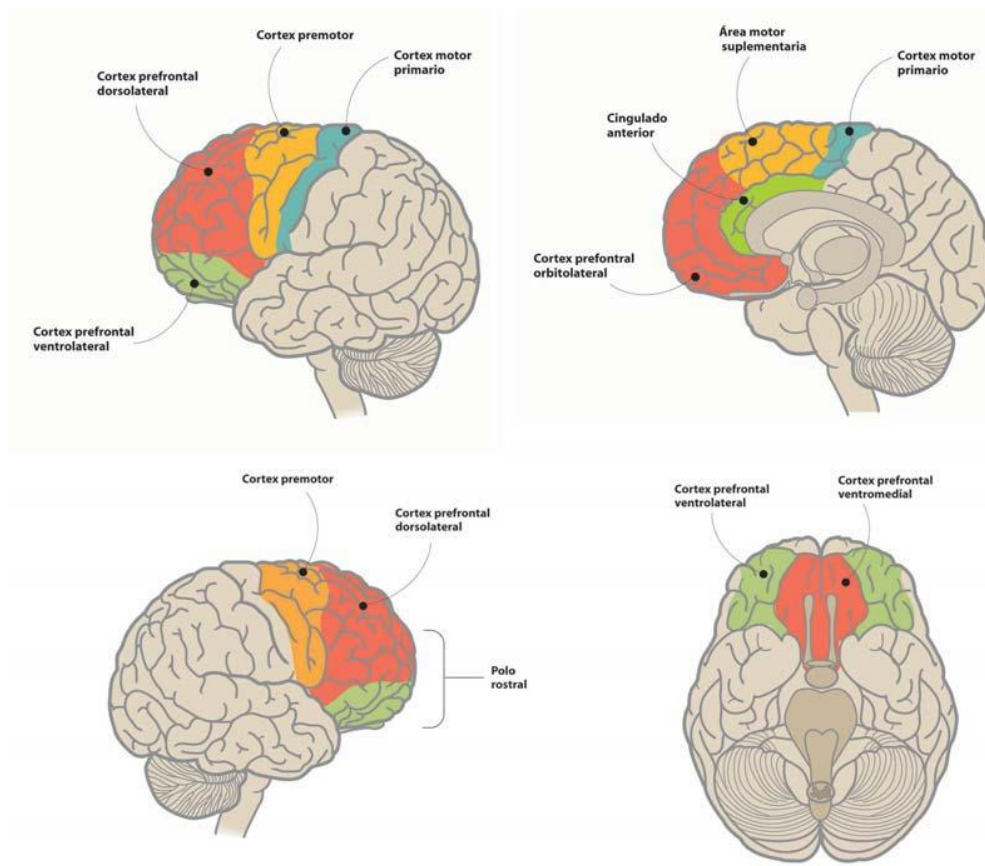 Cortex premotor
Cortex motor
primario
Cortex prefrontal
dorsolateral
Cortex prefrontal
ventrolateral
Área motor
suplementaria
Cortex motor
primario
Cingulado
anterior
Cortex prefontral
orbitolateral
Cortex premotor
Cortex prefrontal
dorsolateral
Polo
rostral
Cortex prefrontal
ventrolateral
Cortex prefrontal
ventromedial